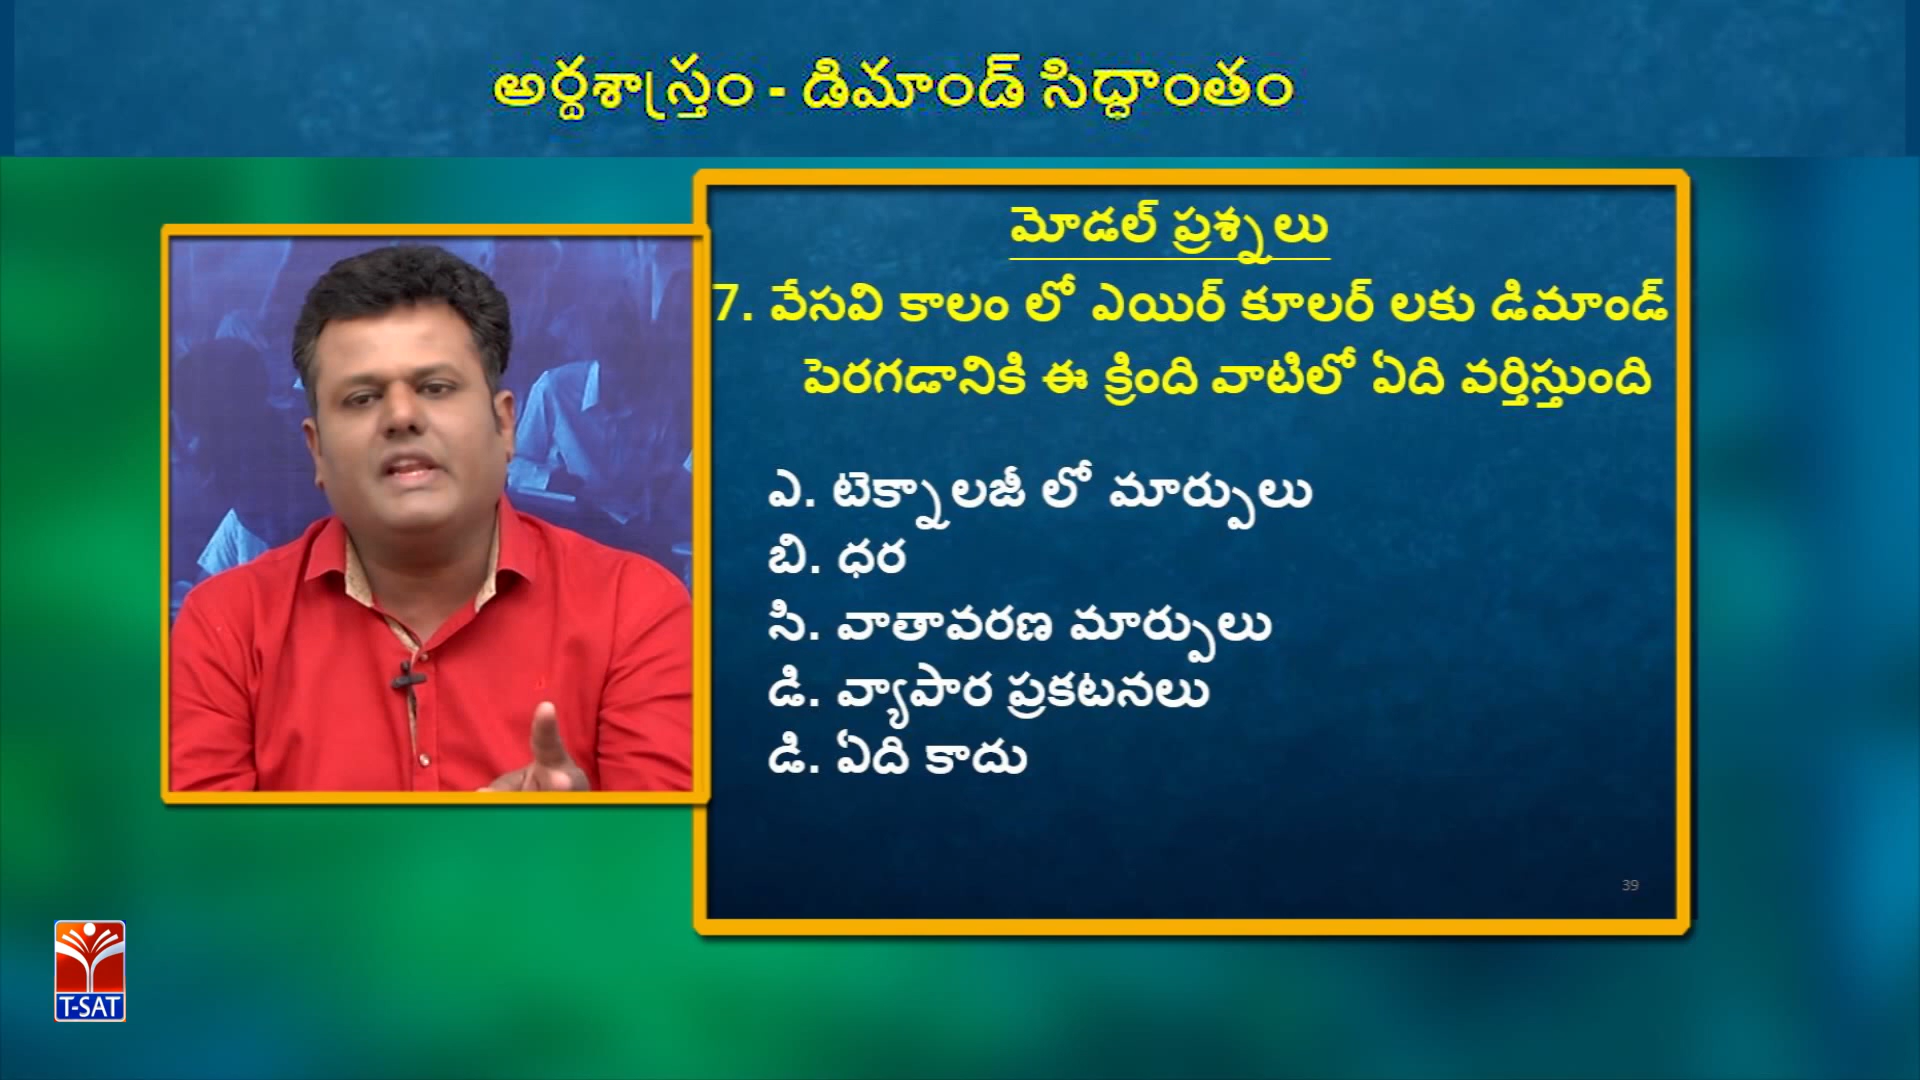 అర్థశాస్త్రం - డిమాండ్ సిద్ధాంతం
మోడల్ ప్రశ్నలు
7. వేసవి కాలం లో ఎయిర్ కూలర్ లకు డిమాండ్
పెరగడానికి ఈ క్రింది వాటిలో ఏది వర్తిస్తుంది
ఎ. టెక్నాలజీ లో మార్పులు
బి. ధర
సి. వాతావరణ మార్పులు
డి. వ్యాపార ప్రకటనలు
డి. ఏది కాదు
39
T-SAT